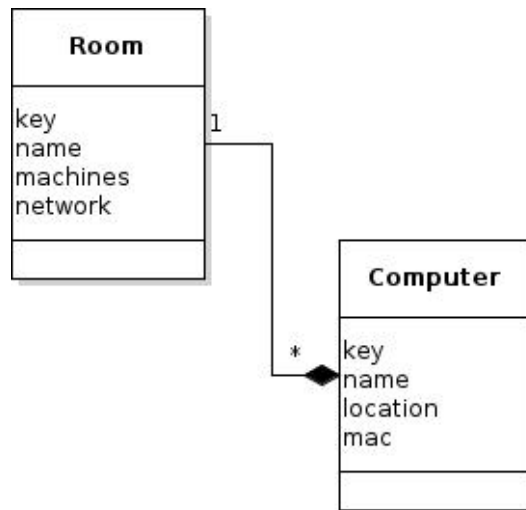 Room
key
name
machines
network
1
*
Computer
key
name
location
mac